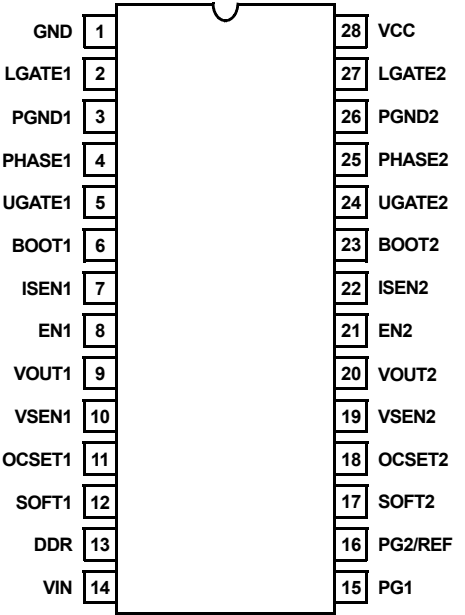 GND 1 28 VCC
LGATE1 2 27 LGATE2
PGND1 3 26 PGND2
PHASE1 4 25 PHASE2
UGATE1 5 24 UGATE2
BOOT1 6 23 BOOT2
ISEN1 7 22 ISEN2
EN1 8 21 EN2
VOUT1 9 20 VOUT2
VSEN1 10 19 VSEN2
OCSET1 11 18 OCSET2
SOFT1 12 17 SOFT2
DDR 13 16 PG2/REF
VIN 14 15 PG1